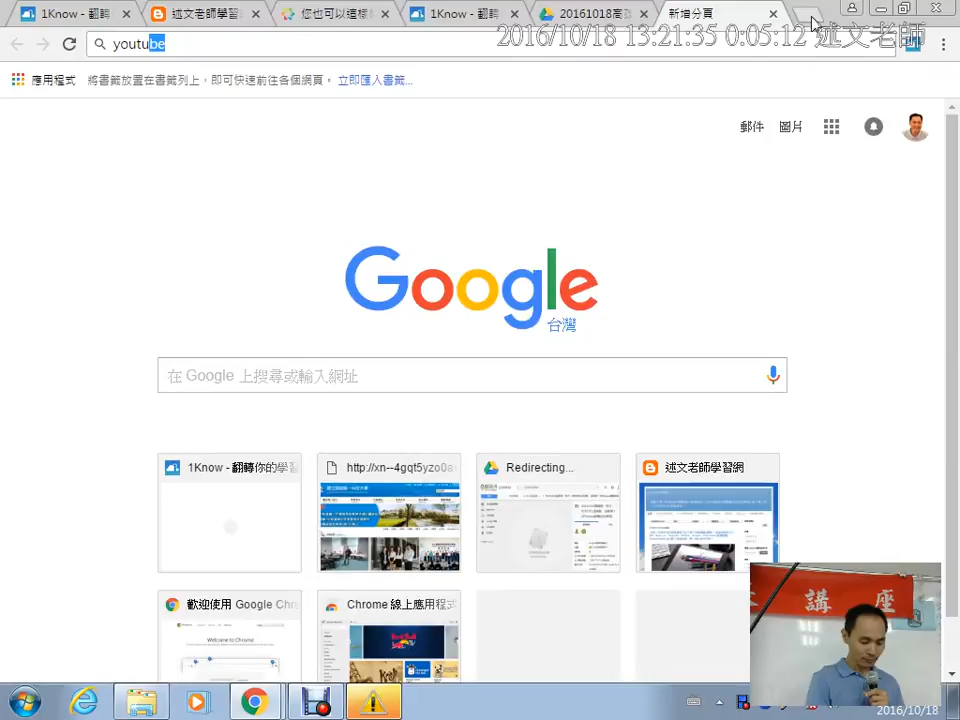 1Know - 翻轉
述文老師學習
您也可以這樣
1Know - 翻轉
20161018高
新增分頁
youtube
2016/10/18 13:21:35 0:05:12 述文老師
應用程式
將書籤放置在書籤列上，即可快速前往各個網頁。
立即匯入書籤...
郵件
圖片
Google
台灣
在 Google 上搜尋或輸入網址
1Know - 翻轉你的學習
http://xn--4gqt5yzo0a
Redirecting...
述文老師學習網
歡迎使用 Google Chr
Chrome 線上應用程式
講座
2016/10/18